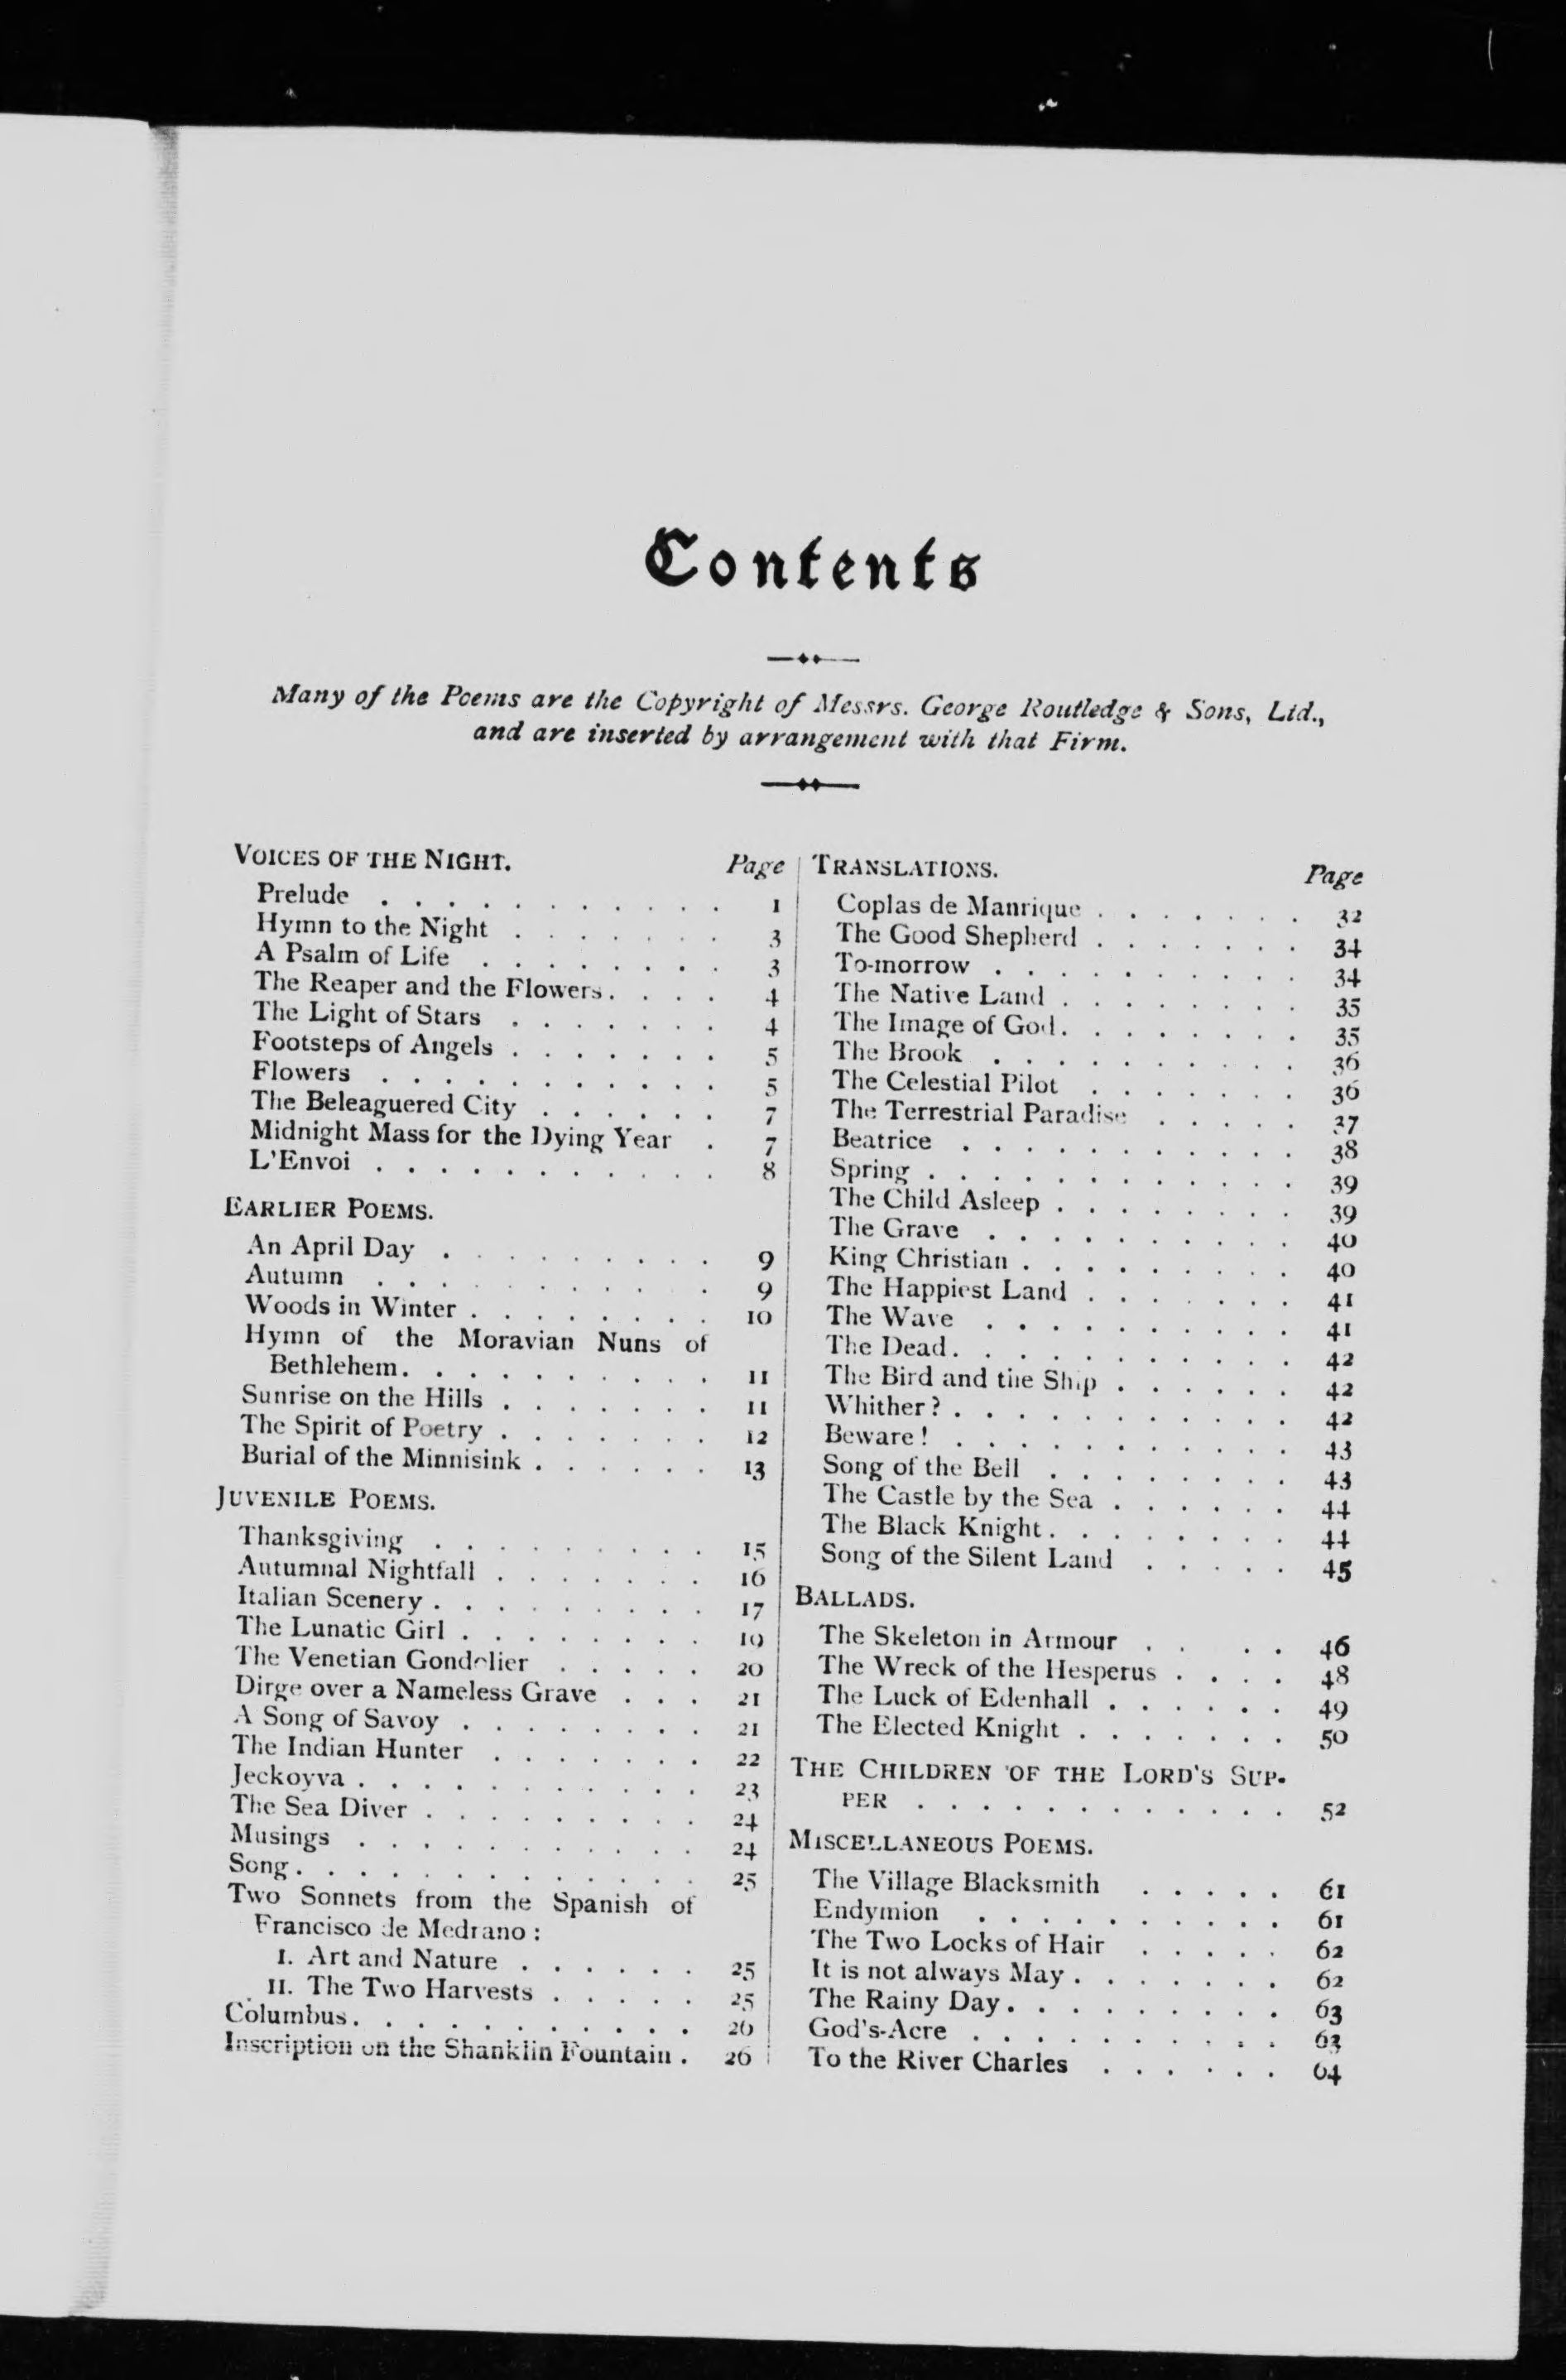 Contents
Many of the Poems are the Copyright of Messrs. George Routledge & Sons, Ltd.,
and are inserted by arrangement with that Firm.
VOICES OF THE NIGHT. Page
Prelude . . . . . . . . . . . 1
Hymn to the Night . . . . . . . 3
A Psalm of Life . . . . . . . . 3
The Reaper and the Flowers. . . . 4
The Light of Stars . . . . . . . 4
Footsteps of Angels . . . . . . . 5
Flowers . . . . . . . . . . . 5
The Beleaguered City . . . . . . 7
Midnight Mass for the Dying Year . 7
L'Envoi . . . . . . . . . . . 8
EARLIER POEMS.
An April Day . . . . . . . . . 9
Autumn . . . . . . . . . . . 9
Woods in Winter . . . . . . . . 10
Hymn of the Moravian Nuns of
Bethlehem. . . . . . . . . . 11
Sunrise on the Hills . . . . . . . 11
The Spirit of Poetry . . . . . . . 12
Burial of the Minnisink . . . . . . 13
JUVENILE POEMS.
Thanksgiving . . . . . . . . . 15
Autumnal Nightfall . . . . . . . 16
Italian Scenery . . . . . . . . . 17
The Lunatic Girl . . . . . . . . 19
The Venetian Gondolier . . . . . 20
Dirge over a Nameless Grave . . . 21
A Song of Savoy . . . . . . . . 21
The Indian Hunter . . . . . . . 22
Jeckoyva . . . . . . . . . . . 23
The Sea Diver . . . . . . . . . 24
Musings . . . . . . . . . . . 24
Song. . . . . . . . . . . . . 25
Two Sonnets from the Spanish of
Francisco de Medrano :
I. Art and Nature . . . . . . 25
II. The Two Harvests . . . . . 25
Columbus. . . . . . . . . . . 26
Inscription on the Shanklin Fountain . 26
TRANSLATIONS. Page
Coplas de Manrique . . . . . . . 32
The Good Shepherd . . . . . . . 34
To-morrow . . . . . . . . . . 34
The Native Land . . . . . . . . 35
The Image of God. . . . . . . . 35
The Brook . . . . . . . . . . 36
The Celestial Pilot . . . . . . . 36
The Terrestrial Paradise . . . . . 37
Beatrice . . . . . . . . . . . 38
Spring . . . . . . . . . . . . 39
The Child Asleep . . . . . . . . 39
The Grave . . . . . . . . . . 40
King Christian . . . . . . . . . 40
The Happiest Land . . . . . . . 41
The Wave . . . . . . . . . . 41
The Dead. . . . . . . . . . . 42
The Bird and the Ship . . . . . . 42
Whither ? . . . . . . . . . . . 42
Beware ! . . . . . . . . . . . 43
Song of the Bell . . . . . . . . 43
The Castle by the Sea . . . . . . 44
The Black Knight. . . . . . . . 44
Song of the Silent Land . . . . . 45
BALLADS.
The Skeleton in Armour . . . . 46
The Wreck of the Hesperus . . . . 48
The Luck of Edenhall . . . . . . 49
The Elected Knight . . . . . . . 50
THE CHILDREN OF THE LORD'S SUP-
PER . . . . . . . . . . . . 52
MISCELLANEOUS POEMS.
The Village Blacksmith . . . . . 61
Endymion . . . . . . . . . . 61
The Two Locks of Hair . . . . . 62
It is not always May . . . . . . . 62
The Rainy Day. . . . . . . . . 63
God's-Acre . . . . . . . . . . 63
To the River Charles . . . . . . 64